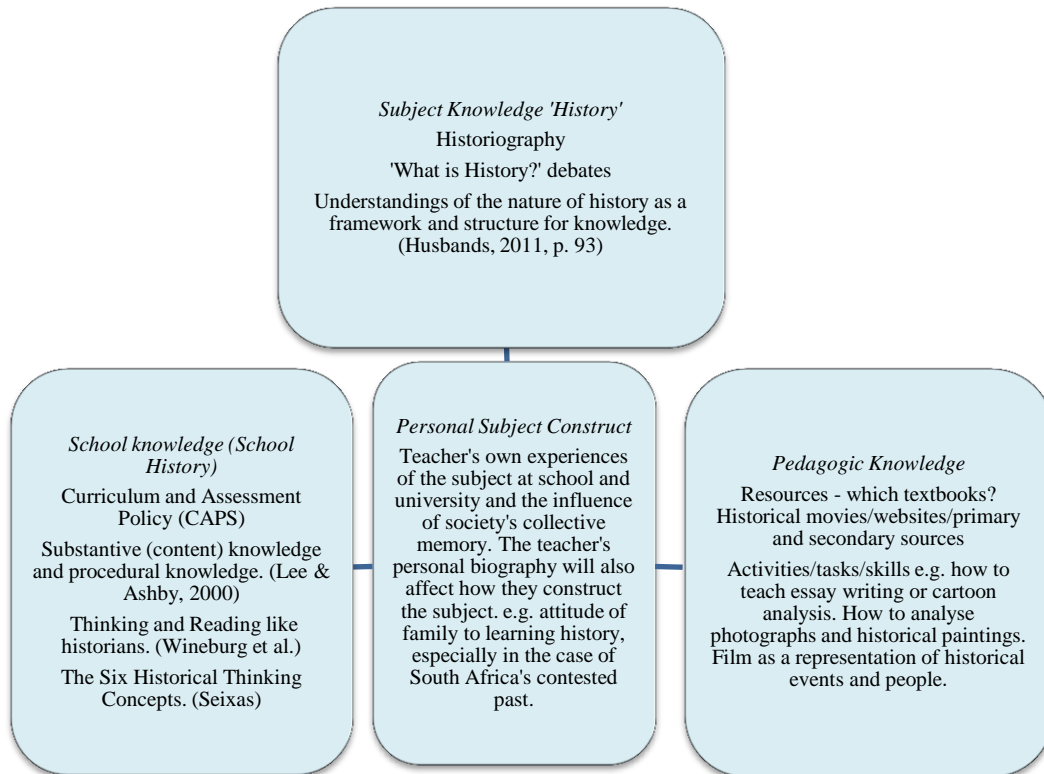 Subject Knowledge 'History'
Historiography
'What is History?' debates
Understandings of the nature of history as a
framework and structure for knowledge.
(Husbands, 2011, p. 93)
School knowledge (School
History)
Curriculum and Assessment
Policy (CAPS)
Substantive (content) knowledge
and procedural knowledge. (Lee &
Ashby, 2000)
Thinking and Reading like
historians. (Wineburg et al.)
The Six Historical Thinking
Concepts. (Seixas)
Personal Subject Construct
Teacher's own experiences
of the subject at school and
university and the influence
of society's collective
memory. The teacher's
personal biography will also
affect how they construct
the subject. e.g. attitude of
family to learning history,
especially in the case of
South Africa's contested
past.
Pedagogic Knowledge
Resources - which textbooks?
Historical movies/websites/primary
and secondary sources
Activities/tasks/skills e.g. how to
teach essay writing or cartoon
analysis. How to analyse
photographs and historical paintings.
Film as a representation of historical
events and people.